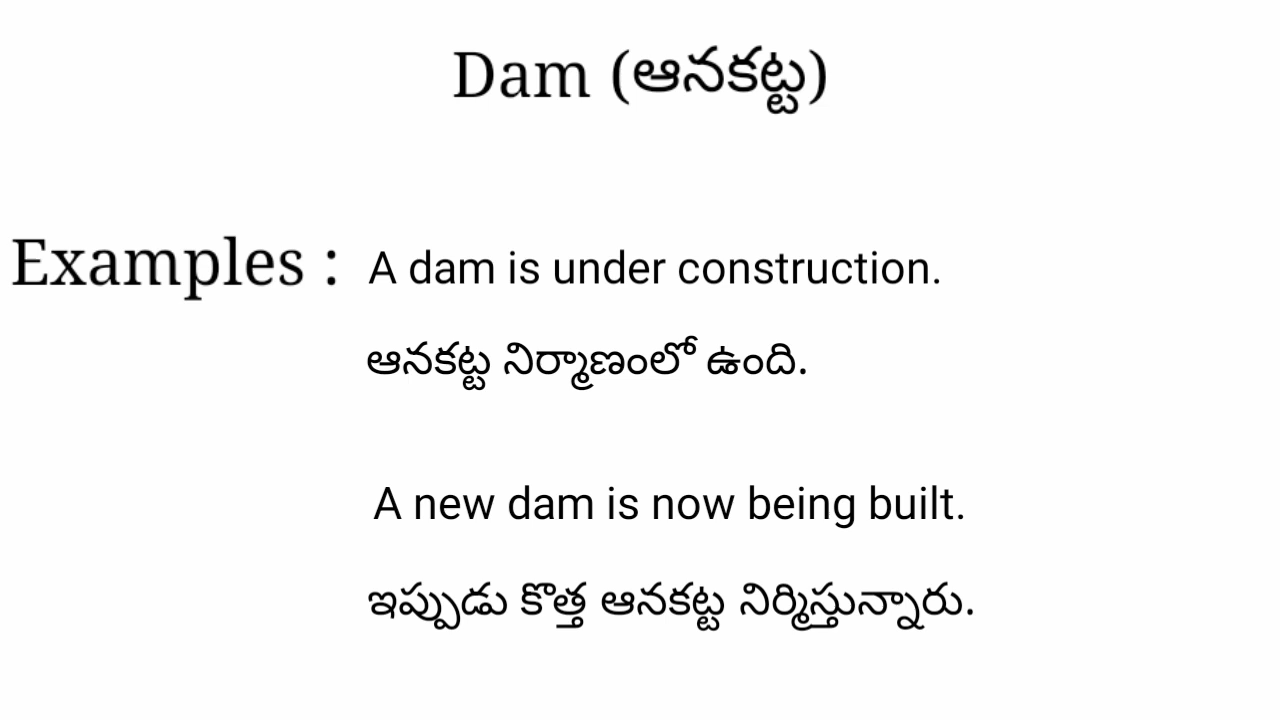 Dam (ఆనకట్ట)
Examples : A dam is under construction.
ఆనకట్ట నిర్మాణంలో ఉంది.
A new dam is now being built.
ఇప్పుడు కొత్త ఆనకట్ట నిర్మిస్తున్నారు.